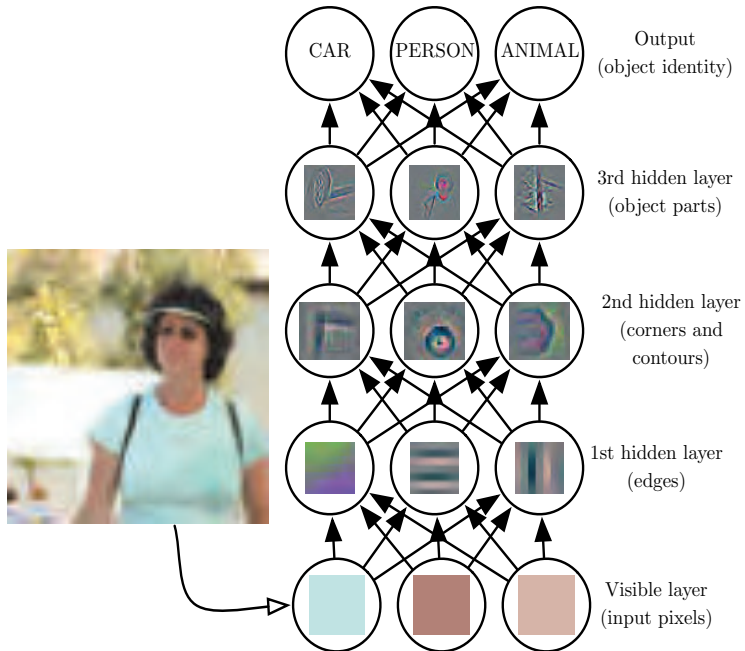 CAR PERSON ANIMAL
Output
(object identity)
3rd hidden layer
(object parts)
2nd hidden layer
(corners and
contours)
1st hidden layer
(edges)
Visible layer
(input pixels)